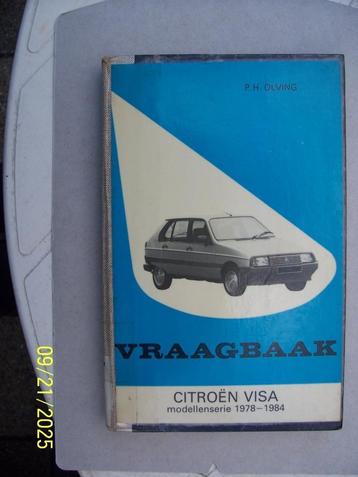 P. H. OLVING
VRAAGBAAK
CITROËN VISA
modellenserie 1978-1984
09/21/2025